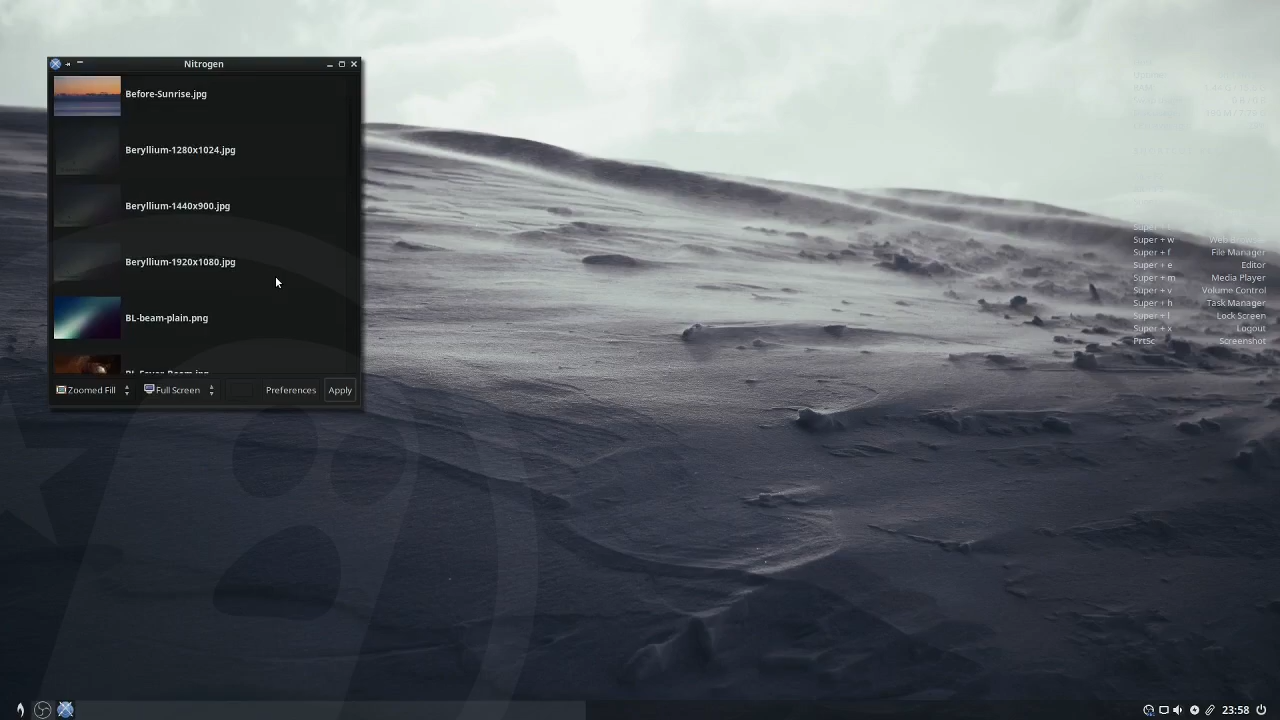 Nitrogen
Before-Sunrise.jpg
Beryllium-1280x1024.jpg
Beryllium-1440x900.jpg
Beryllium-1920x1080.jpg
BL-beam-plain.png
Zoomed Fill
Full Screen
Preferences
Apply
Super + w
Super + f File Manager
Super + e Editor
Super + m Media Player
Super + v Volume Control
Super + h Task Manager
Super + l Lock Screen
Super + x Logout
PrtSc Screenshot
23:58